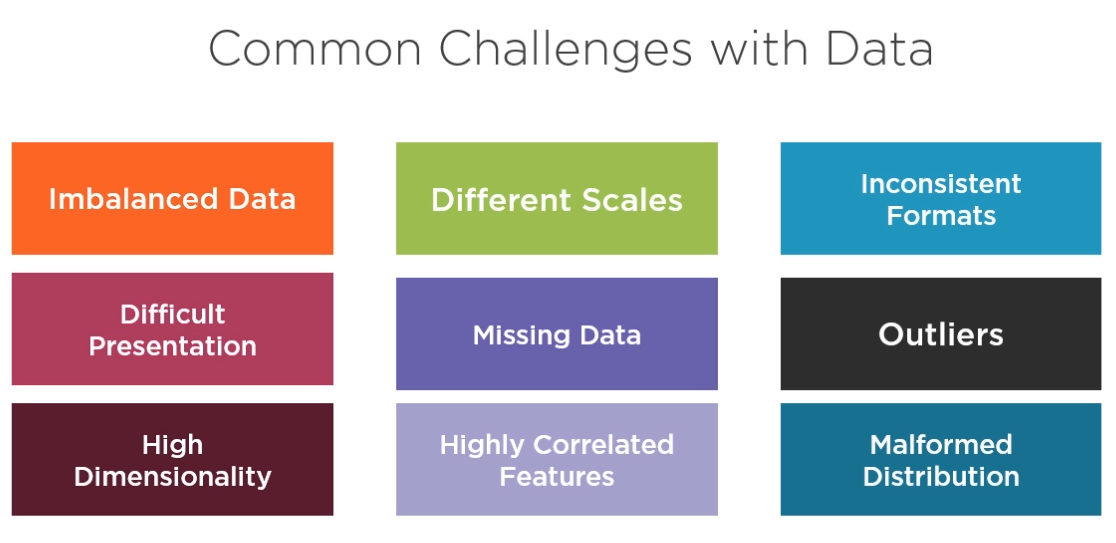 Common Challenges with Data
Imbalanced Data
Different Scales
Inconsistent
Formats
Difficult
Presentation
Missing Data
Outliers
High
Dimensionality
Highly Correlated
Features
Malformed
Distribution